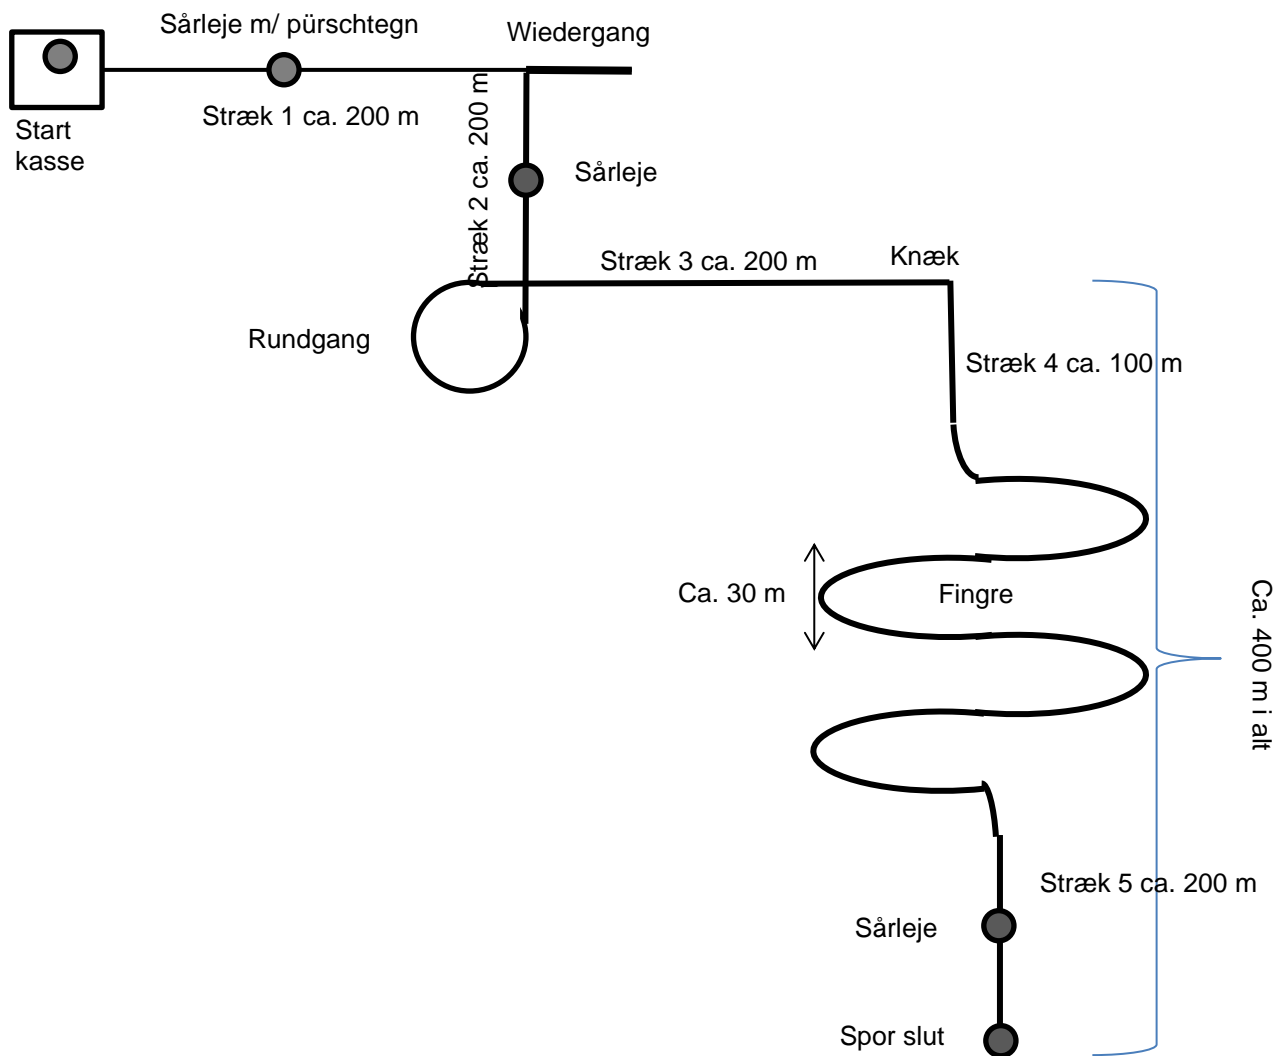 Sårleje m/ pürschtegn
Wiedergang
Start
kasse
Stræk 1 ca. 200 m
Stræk 2 ca. 200 m
Sårleje
Stræk 3 ca. 200 m
Knæk
Rundgang
Stræk 4 ca. 100 m
Ca. 30 m
Fingre
Ca. 400 m i alt
Stræk 5 ca. 200 m
Sårleje
Spor slut